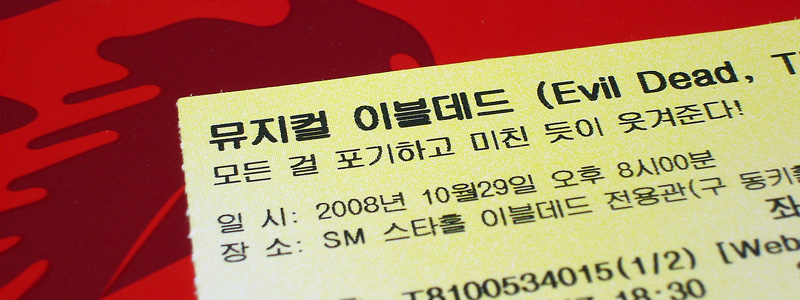 뮤지컬 이블데드 (Evil Dead, T
모든 걸 포기하고 미친 듯이 웃겨준다!
일 시: 2008년 10월29일 오후 8시00분
장 소: SM 스타홀 이블데드 전용관(구 동키
좌
T8100534015(1/2) [Web
18:30